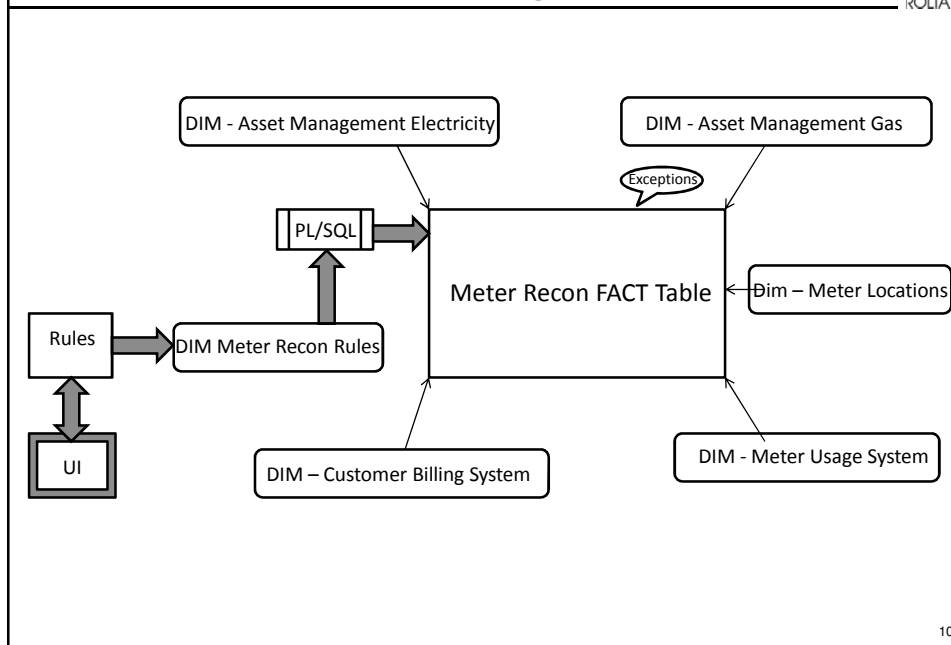 DIM - Asset Management Electricity
DIM - Asset Management Gas
Exceptions
PL/SQL
Meter Recon FACT Table
Dim – Meter Locations
Rules
DIM Meter Recon Rules
UI
DIM – Customer Billing System
DIM - Meter Usage System
10